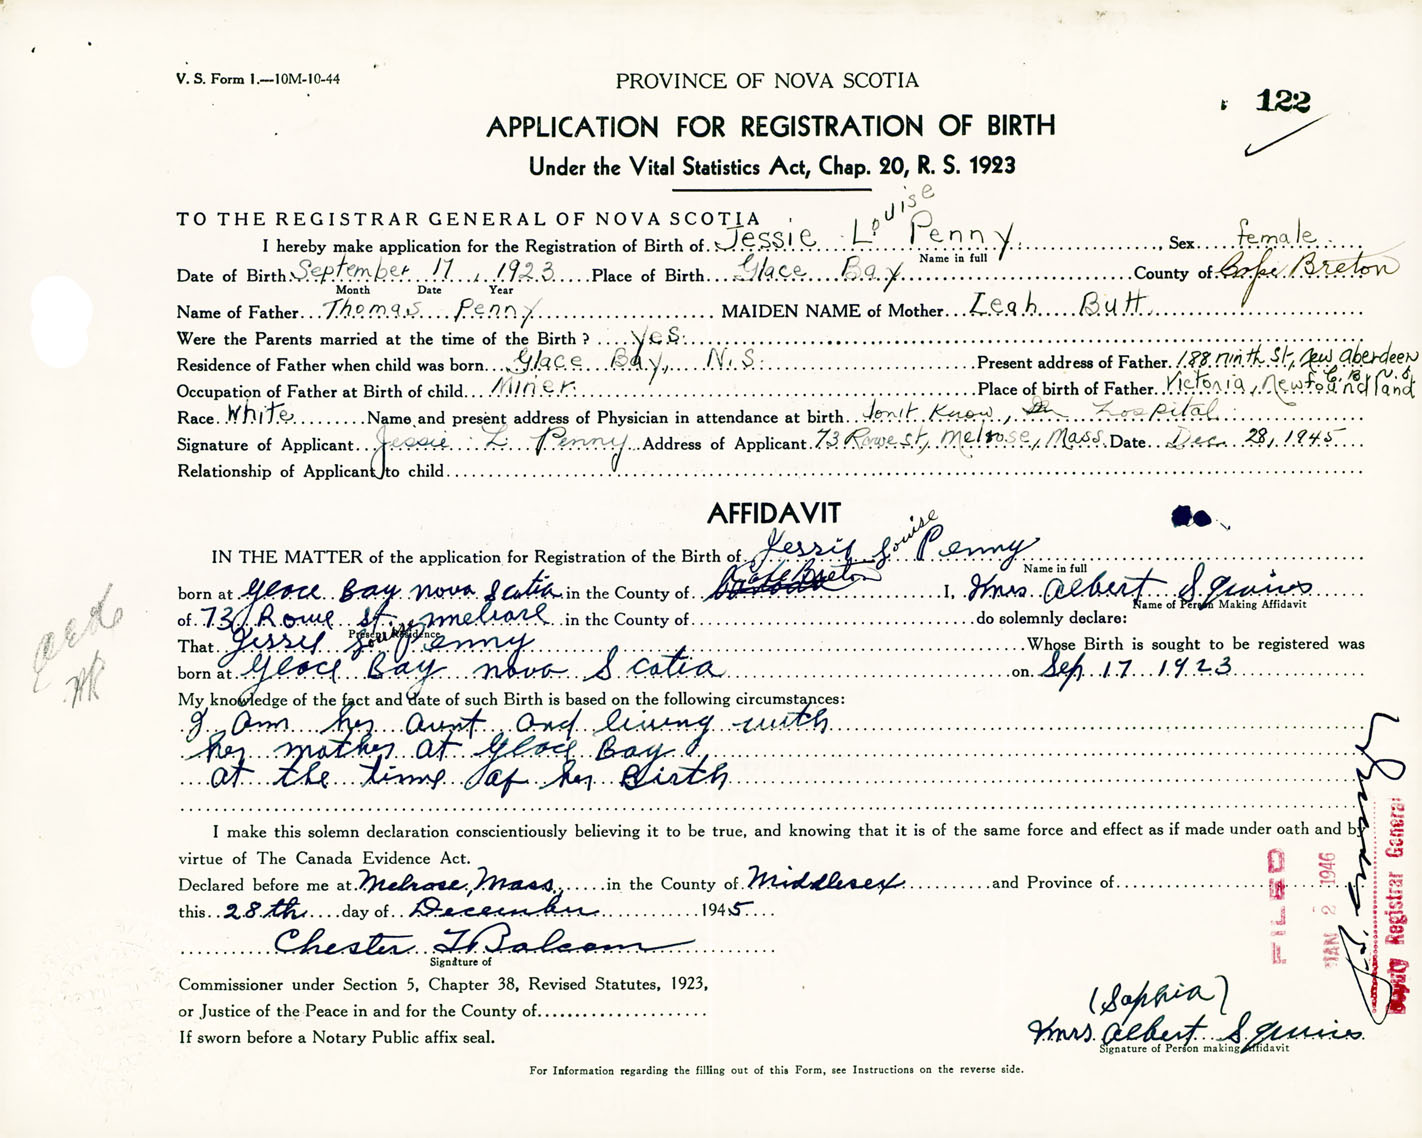 V. S. Form 1.—10M-10-44
PROVINCE OF NOVA SCOTIA
122
APPLICATION FOR REGISTRATION OF BIRTH
Under the Vital Statistics Act, Chap. 20, R. S. 1923
TO THE REGISTRAR GENERAL OF NOVA SCOTIA
I hereby make application for the Registration of Birth of Jessie Louise Penny, Sex female
Name in full
Date of Birth September 17, 1923 Place of Birth Glace Bay County of Cape Breton
Month Date Year
Name of Father Thomas Penny MAIDEN NAME of Mother Leah Butt
Were the Parents married at the time of the Birth ? yes
Residence of Father when child was born Glace Bay, N.S. Present address of Father 188 ninth St, New Aberdeen C.B. N.S
Occupation of Father at Birth of child Miner Place of birth of Father Victoria, Newfoundland
Race White Name and present address of Physician in attendance at birth Don't Know, hospital
Signature of Applicant Jessie L Penny Address of Applicant 73 Rowe St, Melrose, Mass. Date Dec. 28, 1945
Relationship of Applicant to child
AFFIDAVIT
IN THE MATTER of the application for Registration of the Birth of Jessie Louise Penny
Name in full
born at Glace Bay Nova Scotia in the County of Cape Breton I, Mrs. Albert Squires
Name of Person Making Affidavit
of 73 Rowe St. Melrose in the County of do solemnly declare:
Present Residence
That Jessie Louise Penny Whose Birth is sought to be registered was
born at Glace Bay Nova Scotia on Sep 17 1923
My knowledge of the fact and date of such Birth is based on the following circumstances:
I am her aunt and living with
her mother at Glace Bay
at the time of her Birth
I make this solemn declaration conscientiously believing it to be true, and knowing that it is of the same force and effect as if made under oath and by
virtue of The Canada Evidence Act.
Declared before me at Melrose, Mass, in the County of Middlesex and Province of
this 28th day of December 1945
Chester F Balcom
Signature of
Commissioner under Section 5, Chapter 38, Revised Statutes, 1923,
or Justice of the Peace in and for the County of
If sworn before a Notary Public affix seal.
(Sophia)
Mrs. Albert Squires
Signature of Person making Affidavit
For Information regarding the filling out of this Form, see Instructions on the reverse side.
FILED
JAN 2 1946
Deputy Registrar General